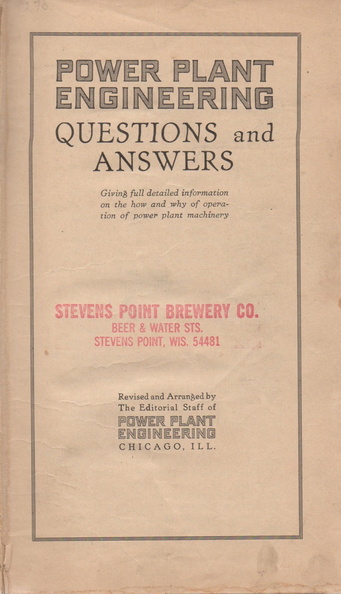 POWER PLANT
ENGINEERING
QUESTIONS and
ANSWERS
Giving full detailed information
on the how and why of opera-
tion of power plant machinery
STEVENS POINT BREWERY CO.
BEER & WATER STS.
STEVENS POINT, WIS. 54481
Revised and Arranged by
The Editorial Staff of
POWER PLANT
ENGINEERING
CHICAGO, ILL.